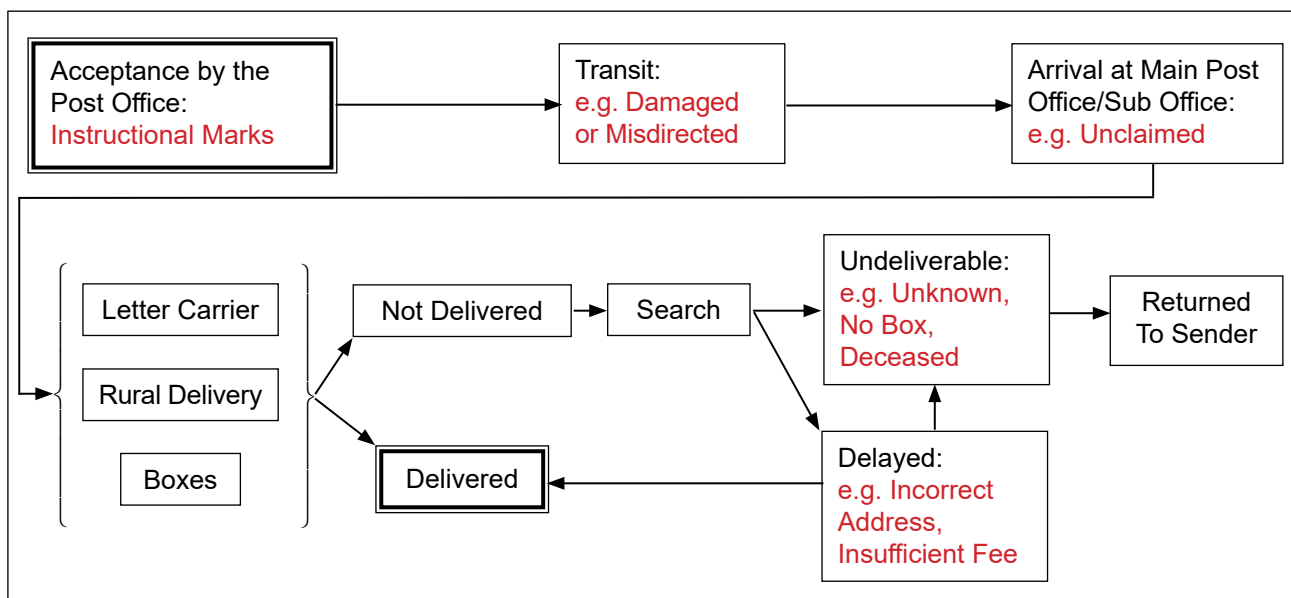 Acceptance by the
Post Office:
Instructional Marks
Transit:
e.g. Damaged
or Misdirected
Arrival at Main Post
Office/Sub Office:
e.g. Unclaimed
Letter Carrier
Rural Delivery
Boxes
Not Delivered
Delivered
Search
Undeliverable:
e.g. Unknown,
No Box,
Deceased
Delayed:
e.g. Incorrect
Address,
Insufficient Fee
Returned
To Sender